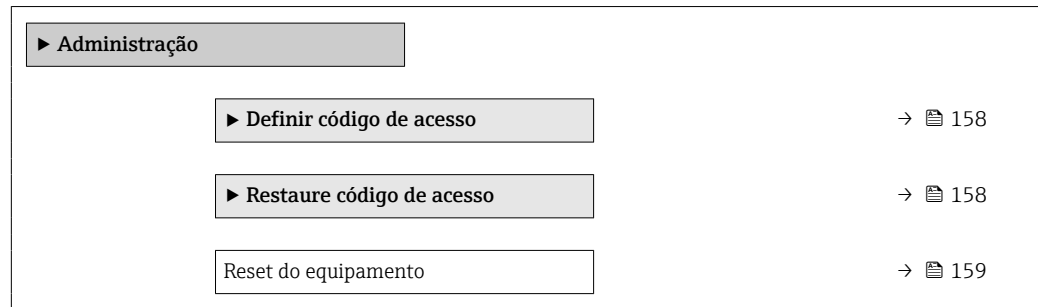 ▶ Administração
▶ Definir código de acesso → 158
▶ Restaure código de acesso → 158
Reset do equipamento → 159